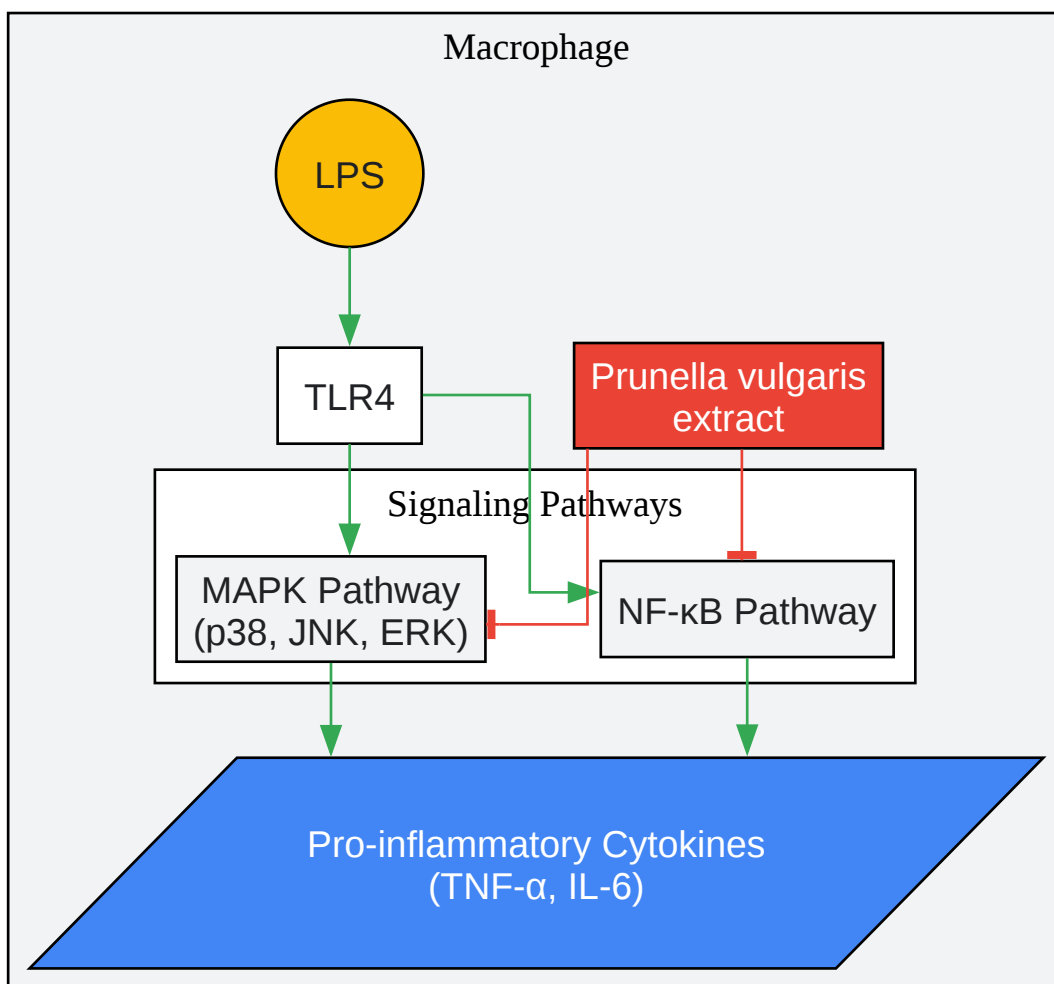 Macrophage
LPS
TLR4
Prunella vulgaris
extract
Signaling Pathways
MAPK Pathway
(p38, JNK, ERK)
NF-κB Pathway
Pro-inflammatory Cytokines
(TNF-α, IL-6)